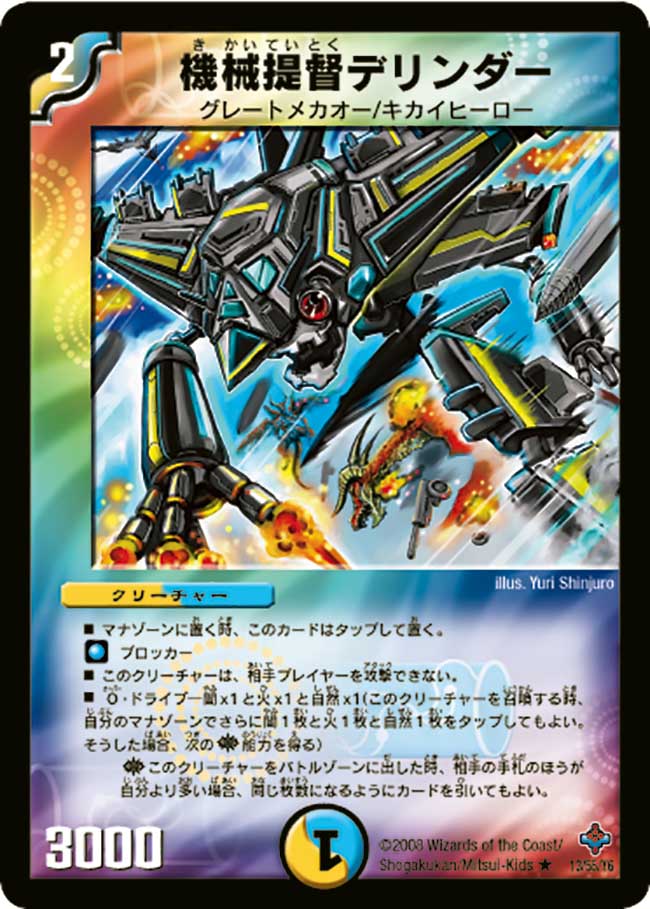 2
き かい てい とく
機械提督デリンダー
グレートメカオー/キカイヒーロー
illus. Yuri Shinjuro
クリーチャー
■ マナゾーンに置く時、このカードはタップして置く。
ブロッカー
■ このクリーチャーは、相手プレイヤーを攻撃できない。
■ O・ドライブー闇x1と火x1と自然x1(このクリーチャーを召喚する時、
自分のマナゾーンでさらに闇1枚と火1枚と自然1枚をタップしてもよい。
そうした場合、次の 能力を得る)
このクリーチャーをバトルゾーンに出した時、相手の手札のほうが
自分より多い場合、同じ枚数になるようにカードを引いてもよい。
3000
1
©2008 Wizards of the Coast/
Shogakukan/Mitsui-Kids ★
13/55/Y6